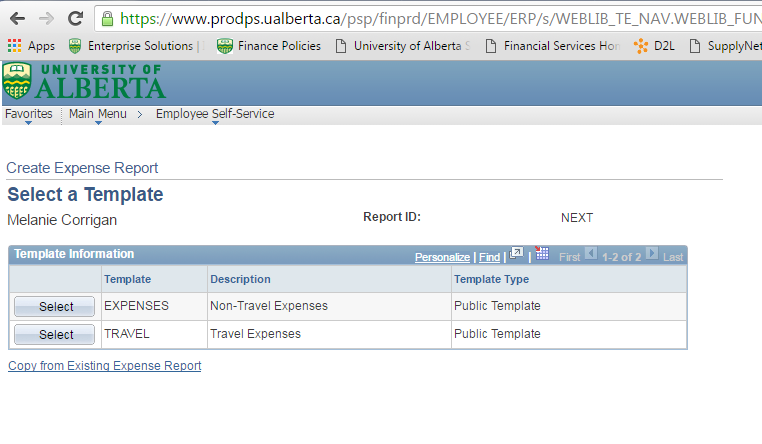 https://www.prodps.ualberta.ca/psp/finprd/EMPLOYEE/ERP/s/WEBLIB_TE_NAV.WEBLIB_FUN
Apps Enterprise Solutions | Finance Policies University of Alberta S Financial Services Hom D2L SupplyNet
UNIVERSITY OF
ALBERTA
Favorites Main Menu > Employee Self-Service
Create Expense Report
Select a Template
Melanie Corrigan Report ID: NEXT
Template Information Personalize | Find | | First 1-2 of 2 Last
Template Description Template Type
Select EXPENSES Non-Travel Expenses Public Template
Select TRAVEL Travel Expenses Public Template
Copy from Existing Expense Report